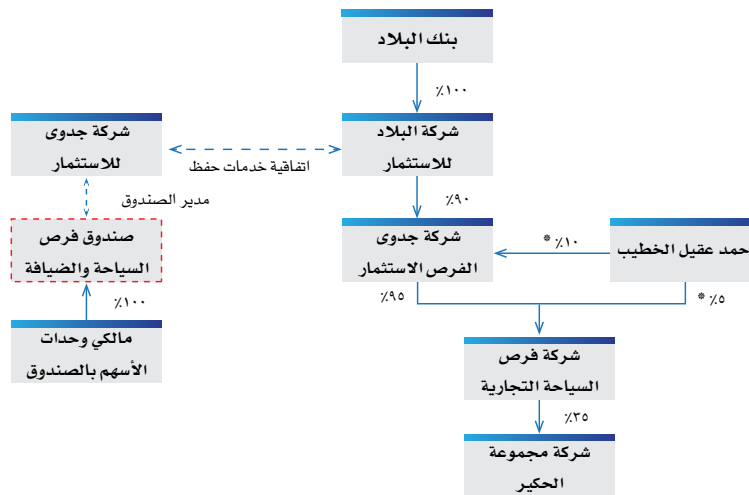 بنك البلاد
٪١٠٠
شركة البلاد
للاستثمار
شركة جدوى
للاستثمار
اتفاقية خدمات حفظ
مدير الصندوق
٪٩٠
صندوق فرص
السياحة والضيافة
شركة جدوى
الفرص الاستثمار
٪١٠ *
حمد عقيل الخطيب
٪١٠٠
٪٩٥
٪٥ *
مالكي وحدات
الأسهم بالصندوق
شركة فرص
السياحة التجارية
٪٣٥
شركة مجموعة
الحكير